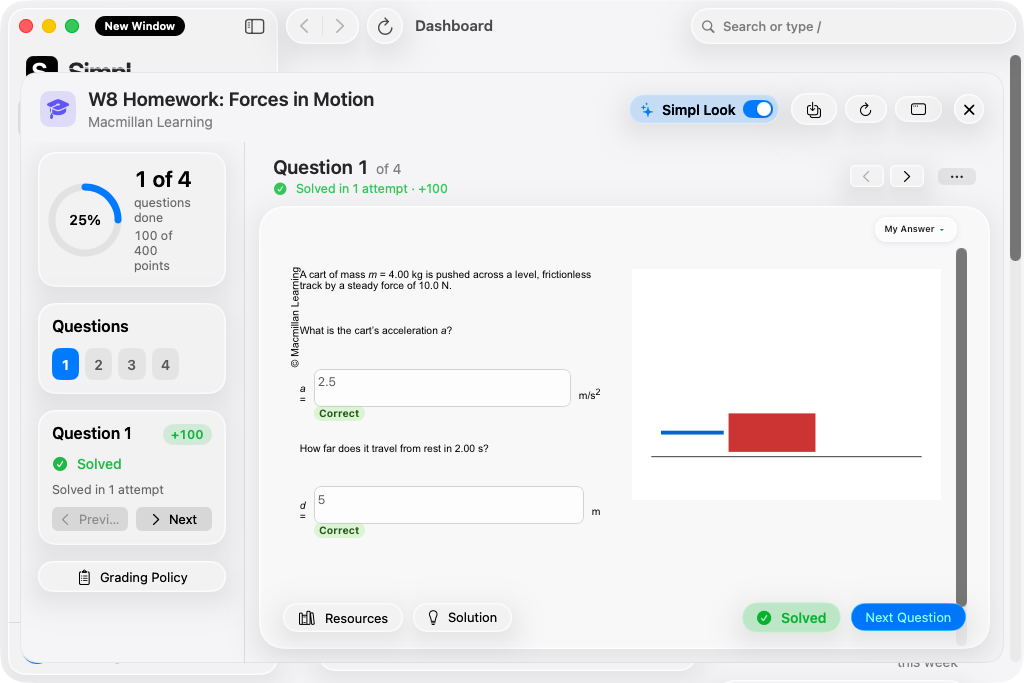 New Window
Dashboard
Search or type /
Simpl
W8 Homework: Forces in Motion
Macmillan Learning
Simpl Look
1 of 4
questions
done
100 of
400
points
25%
Questions
1 2 3 4
Question 1 +100
Solved
Solved in 1 attempt
Previ... Next
Grading Policy
Question 1 of 4
Solved in 1 attempt · +100
My Answer
© Macmillan Learning
A cart of mass m = 4.00 kg is pushed across a level, frictionless
track by a steady force of 10.0 N.
What is the cart's acceleration a?
a = 2.5 m/s²
Correct
How far does it travel from rest in 2.00 s?
d = 5 m
Correct
Resources Solution Solved Next Question
this week